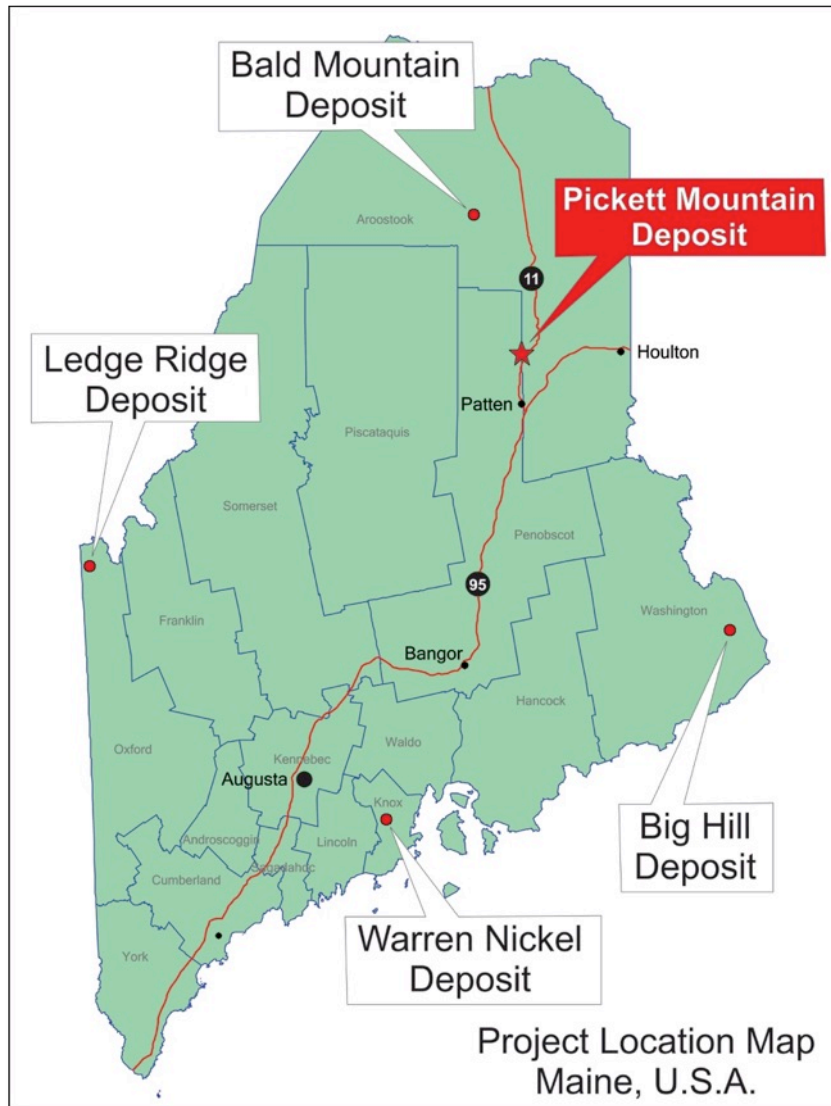 Bald Mountain
Deposit
Pickett Mountain
Deposit
Aroostook
11
Ledge Ridge
Deposit
Houlton
Patten
Piscataquis
Somerset
Penobscot
95
Franklin
Washington
Bangor
Hancock
Oxford
Waldo
Kennebec
Augusta
Knox
Androscoggin
Lincoln
Sagadahoc
Cumberland
Big Hill
Deposit
Warren Nickel
Deposit
York
Project Location Map
Maine, U.S.A.